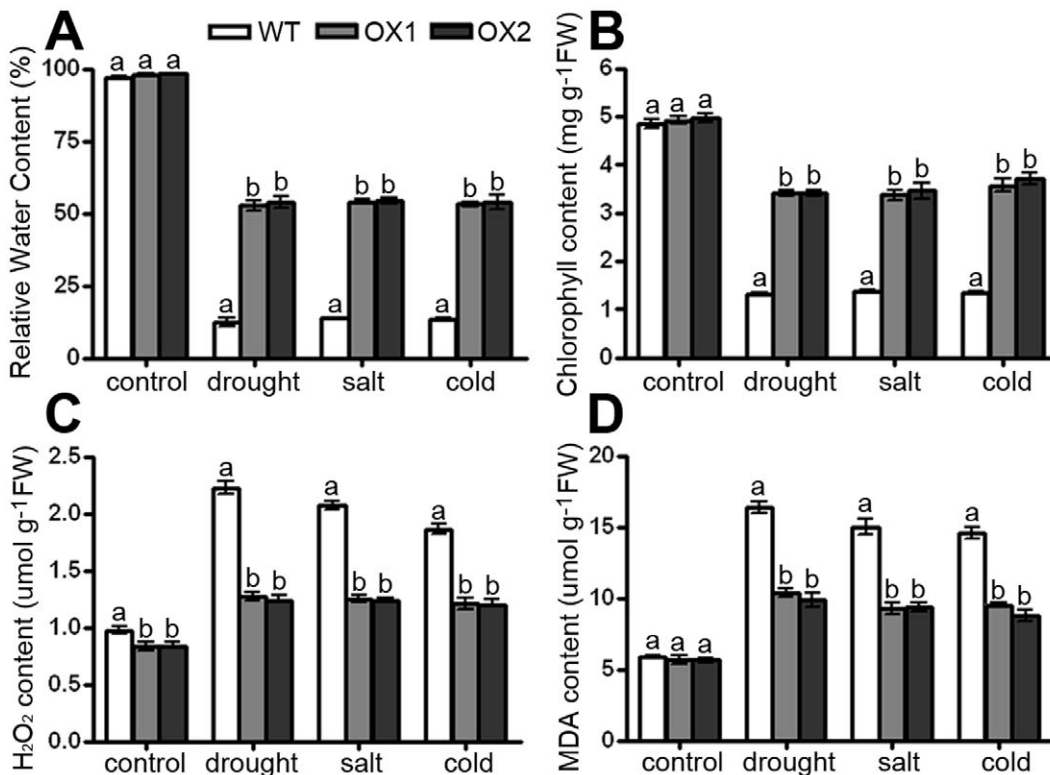 A
WT OX1 OX2
Relative Water Content (%)
100
75
50
25
0
a a a
a b b
a b b
a b b
control drought salt cold
B
Chlorophyll content (mg g⁻¹FW)
6
5
4
3
2
1
0
a a a
a b b
a b b
a b b
control drought salt cold
C
H₂O₂ content (umol g⁻¹FW)
2.5
2.0
1.5
1.0
0.5
0.0
a b b
a b b
a b b
a b b
control drought salt cold
D
MDA content (umol g⁻¹FW)
20
15
10
5
0
a a a
a b b
a b b
a b b
control drought salt cold